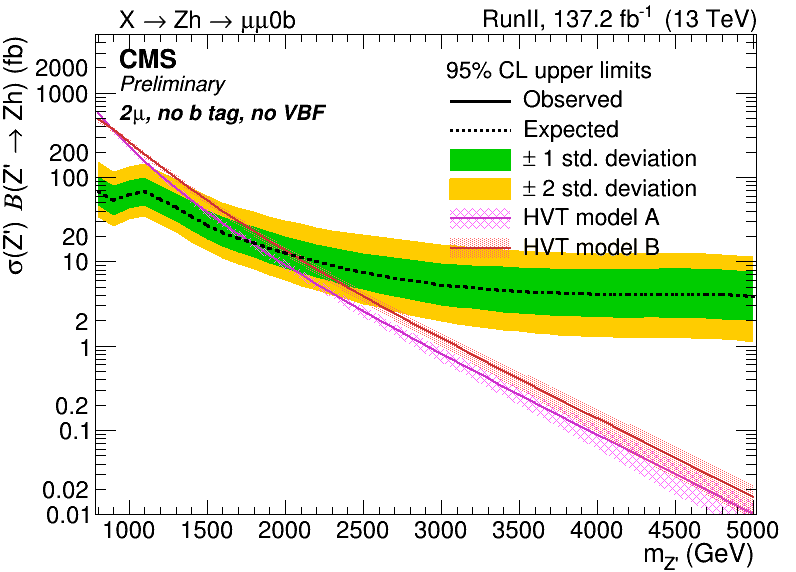 X → Zh → μμ0b
RunII, 137.2 fb⁻¹ (13 TeV)
CMS
Preliminary
2μ, no b tag, no VBF
95% CL upper limits
Observed
Expected
± 1 std. deviation
± 2 std. deviation
HVT model A
HVT model B
σ(Z') B(Z' → Zh) (fb)
2000
1000
200
100
20
10
2
1
0.2
0.1
0.02
0.01
1000 1500 2000 2500 3000 3500 4000 4500 5000
m_Z' (GeV)